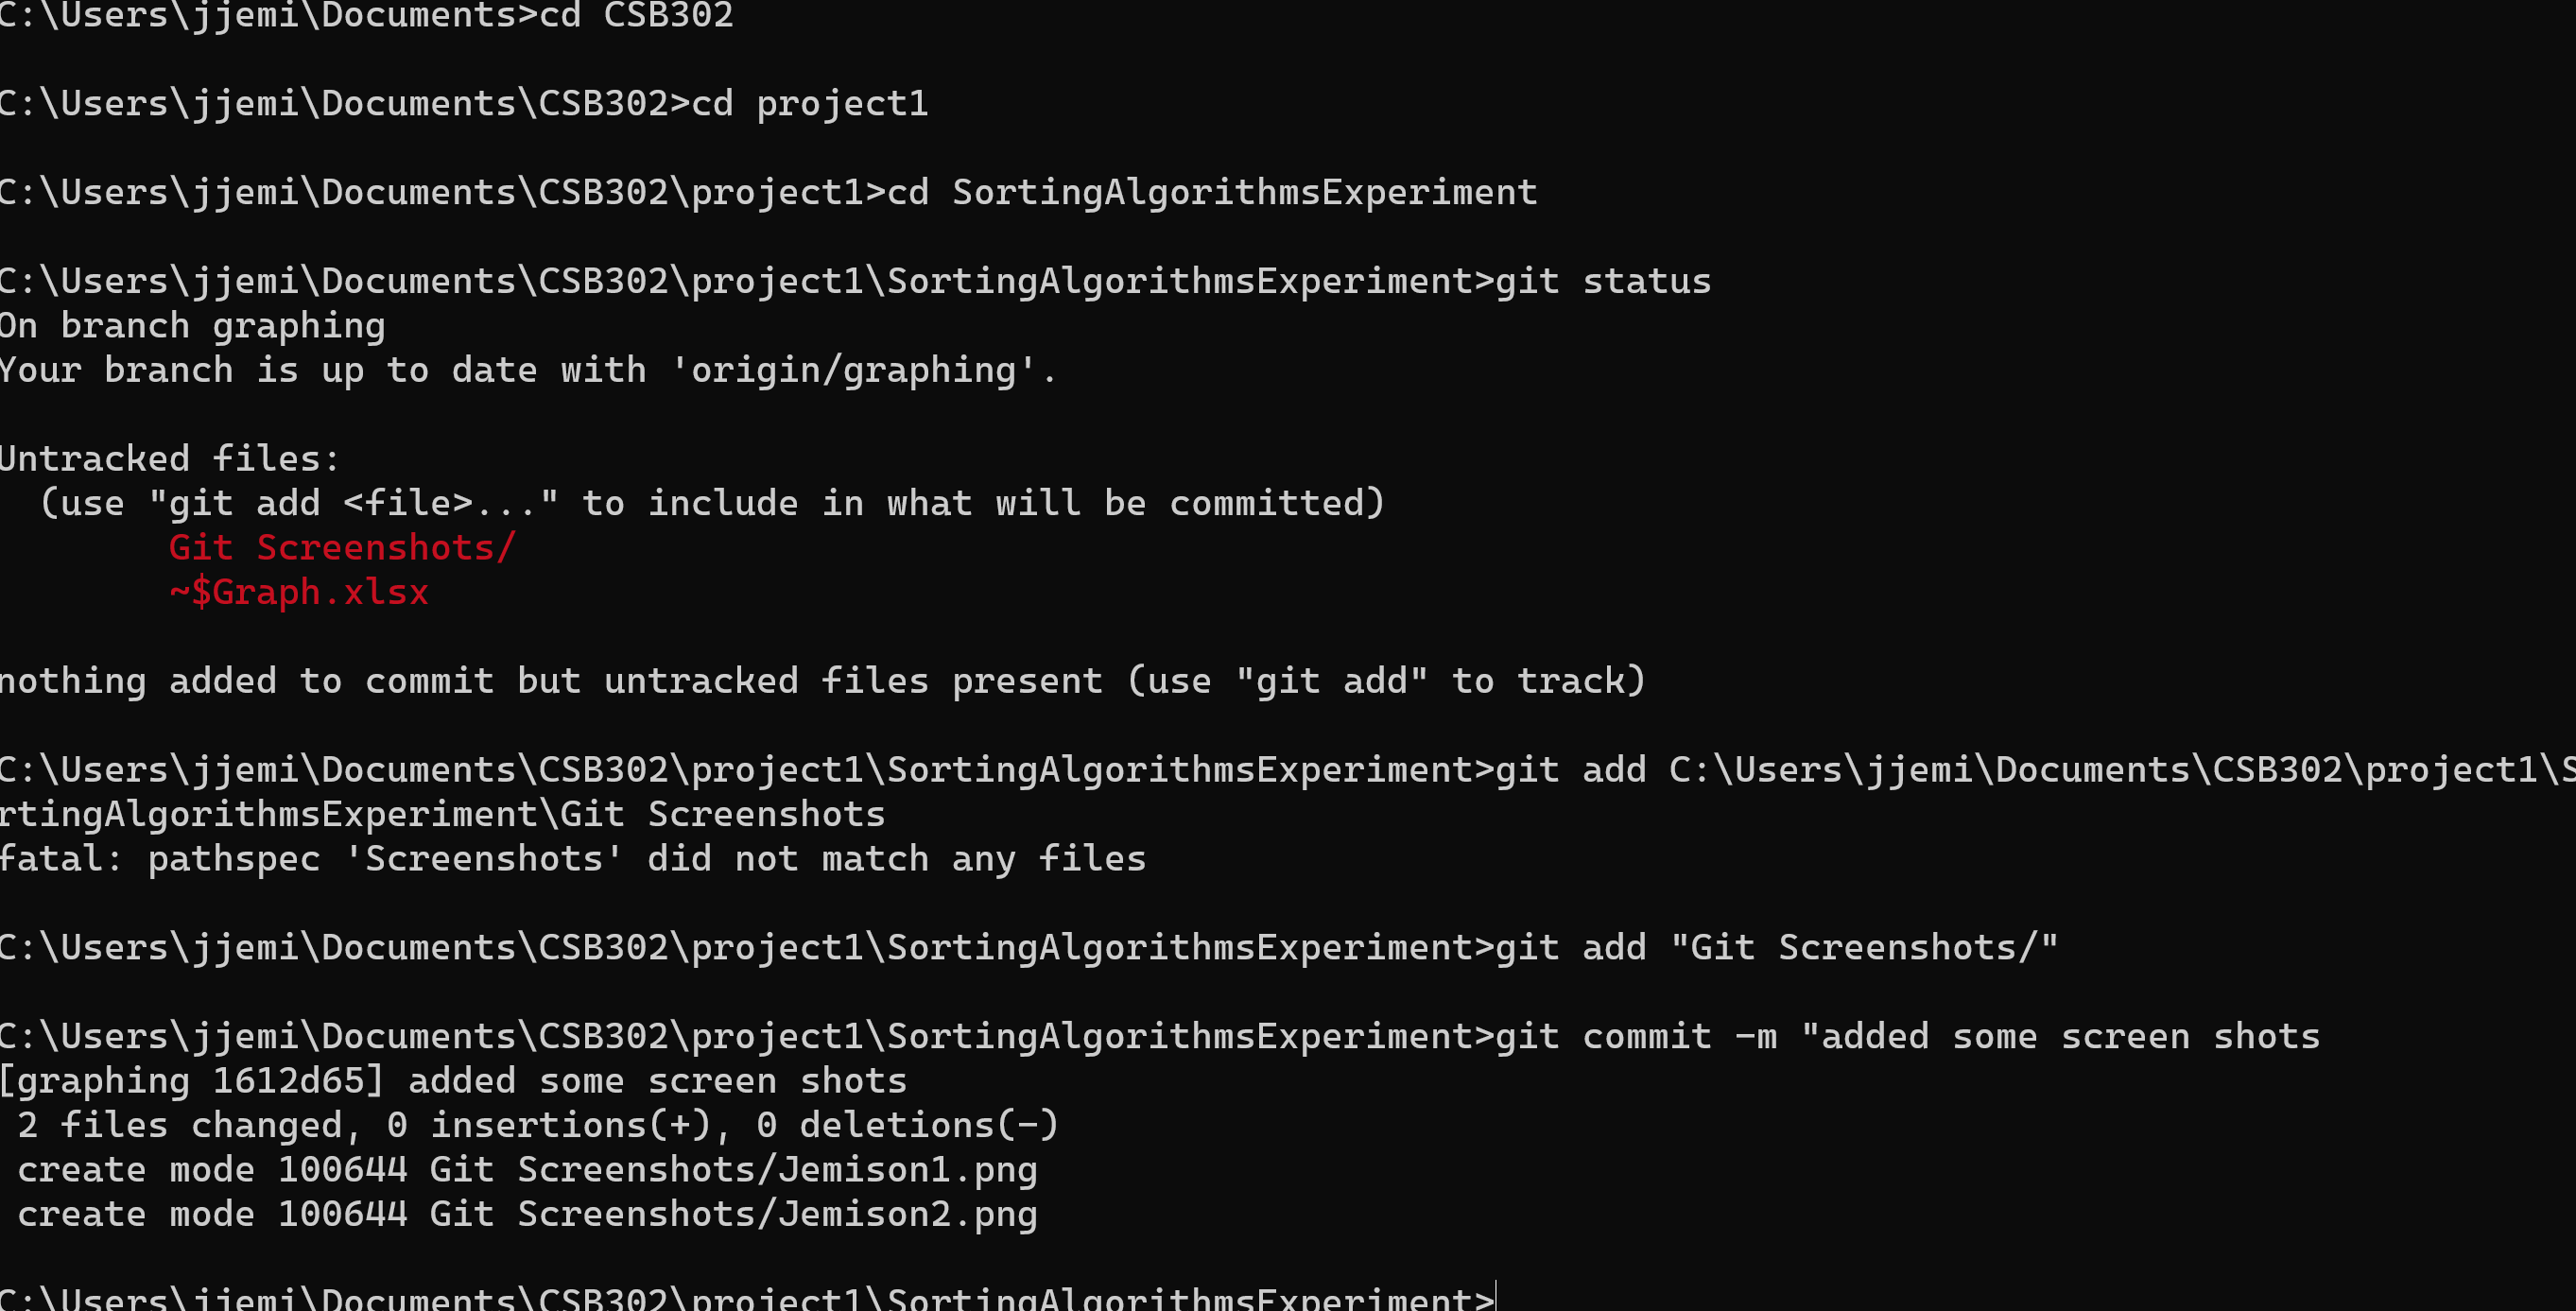 C:\Users\jjemi\Documents>cd CSB302
C:\Users\jjemi\Documents\CSB302>cd project1
C:\Users\jjemi\Documents\CSB302\project1>cd SortingAlgorithmsExperiment
C:\Users\jjemi\Documents\CSB302\project1\SortingAlgorithmsExperiment>git status
On branch graphing
Your branch is up to date with 'origin/graphing'.
Untracked files:
  (use "git add <file>..." to include in what will be committed)
        Git Screenshots/
        ~$Graph.xlsx
nothing added to commit but untracked files present (use "git add" to track)
C:\Users\jjemi\Documents\CSB302\project1\SortingAlgorithmsExperiment>git add C:\Users\jjemi\Documents\CSB302\project1\S
rtingAlgorithmsExperiment\Git Screenshots
fatal: pathspec 'Screenshots' did not match any files
C:\Users\jjemi\Documents\CSB302\project1\SortingAlgorithmsExperiment>git add "Git Screenshots/"
C:\Users\jjemi\Documents\CSB302\project1\SortingAlgorithmsExperiment>git commit -m "added some screen shots
[graphing 1612d65] added some screen shots
 2 files changed, 0 insertions(+), 0 deletions(-)
 create mode 100644 Git Screenshots/Jemison1.png
 create mode 100644 Git Screenshots/Jemison2.png
C:\Users\jjemi\Documents\CSB302\project1\SortingAlgorithmsExperiment>